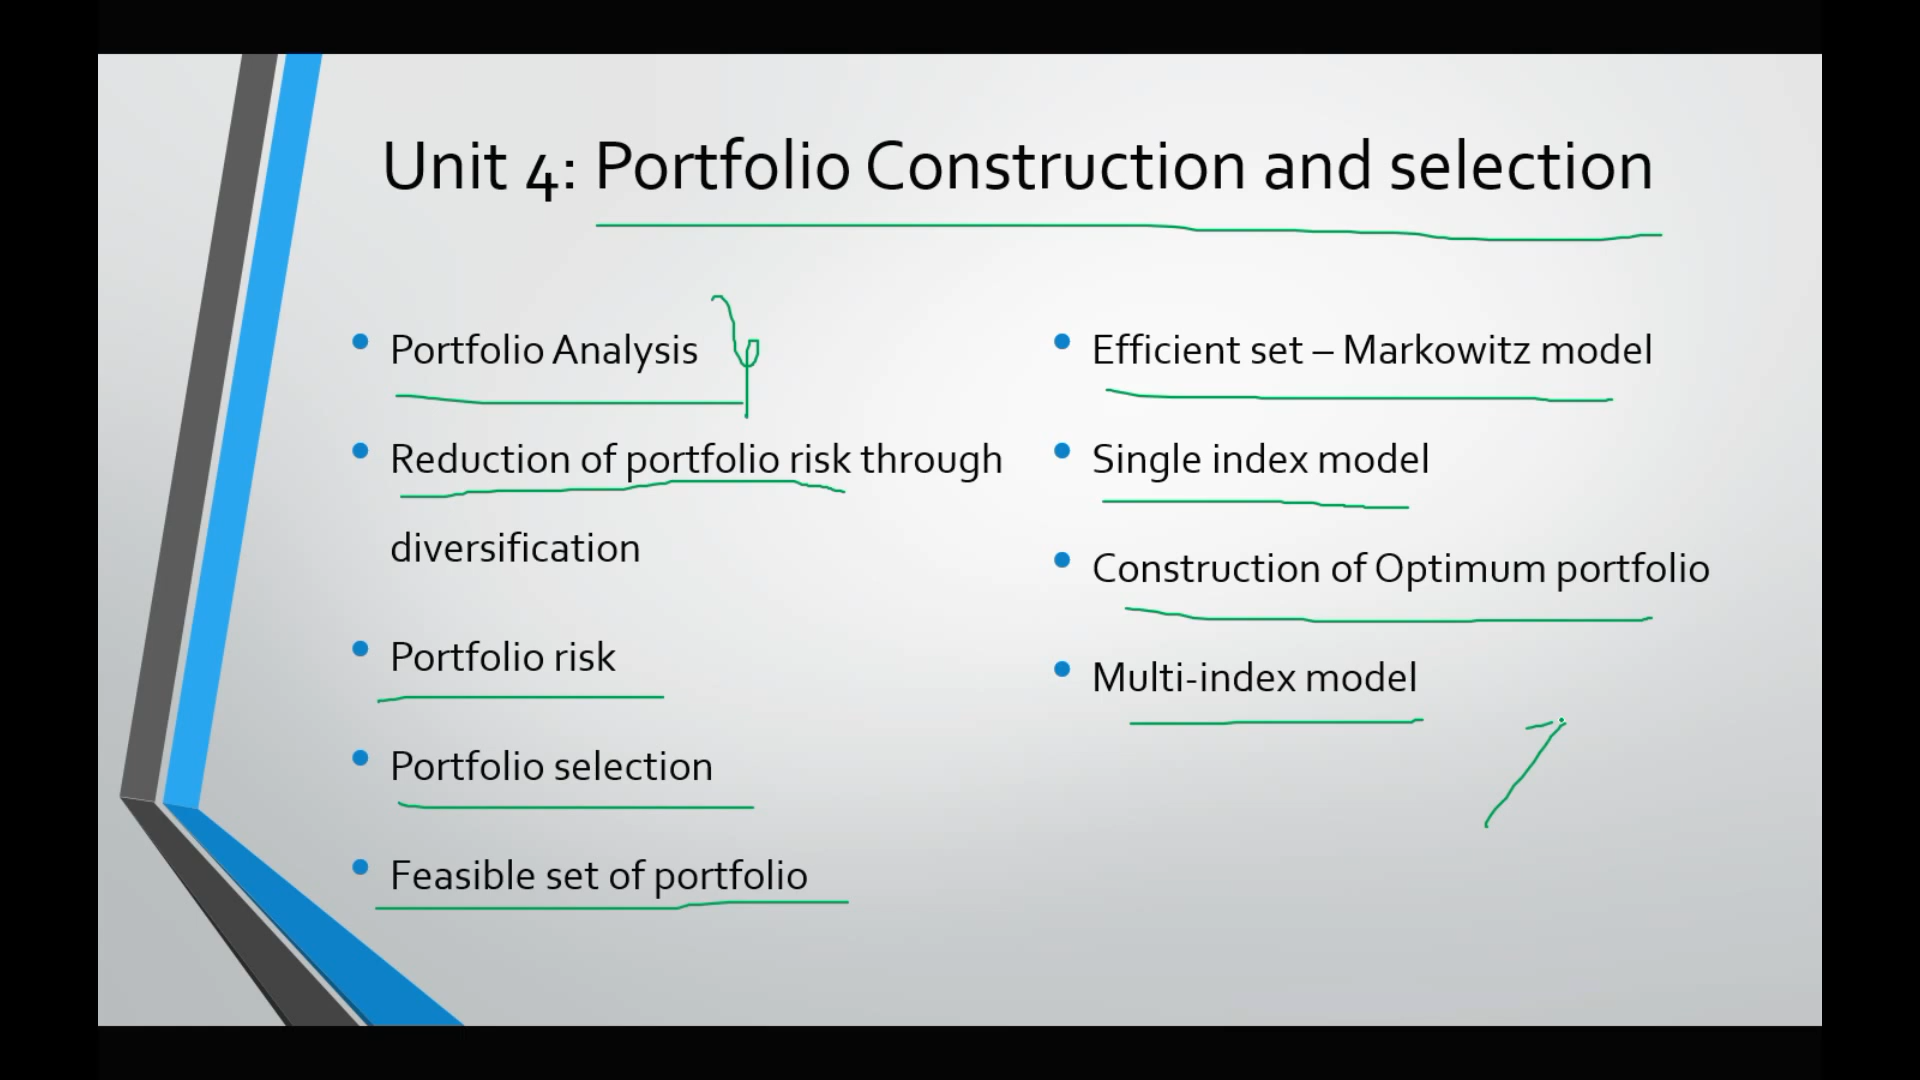 Unit 4: Portfolio Construction and selection
Portfolio Analysis
Reduction of portfolio risk through
diversification
Portfolio risk
Portfolio selection
Feasible set of portfolio
Efficient set – Markowitz model
Single index model
Construction of Optimum portfolio
Multi-index model